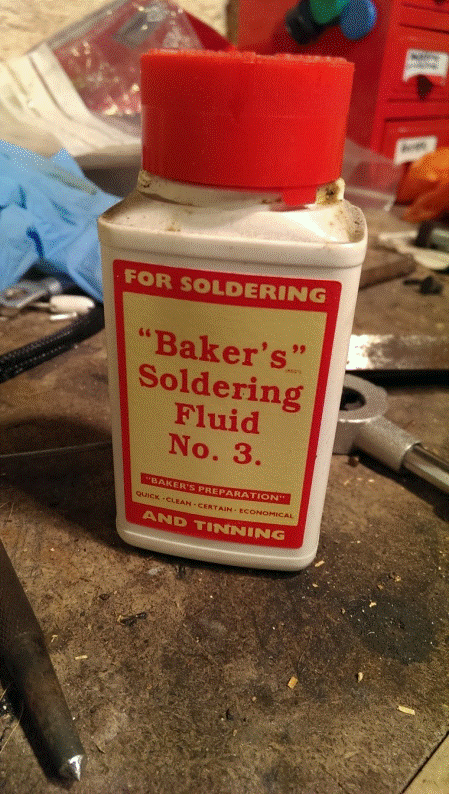 FOR SOLDERING
"Baker's"
Soldering
Fluid
No. 3.
"BAKER'S PREPARATION"
QUICK · CLEAN · CERTAIN · ECONOMICAL
AND TINNING